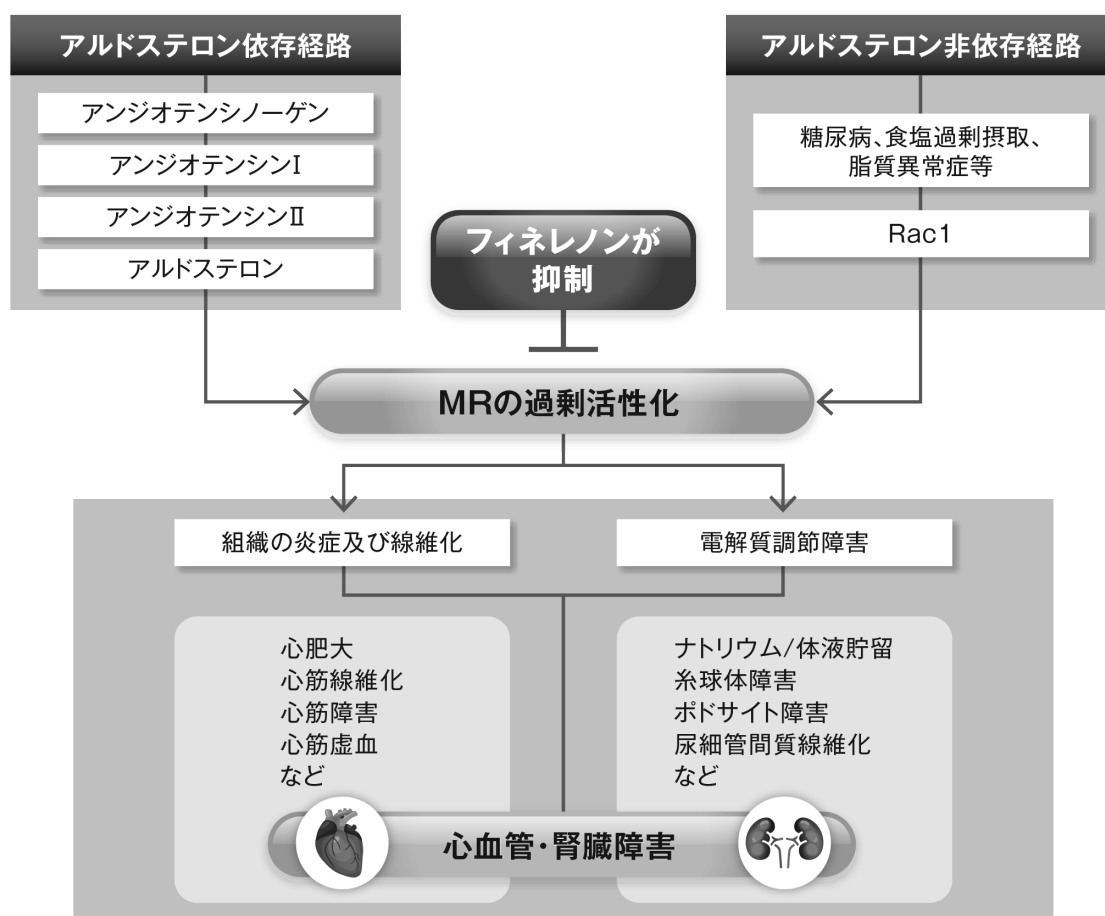 アルドステロン依存経路
アンジオテンシノーゲン
アンジオテンシンⅠ
アンジオテンシンⅡ
アルドステロン
アルドステロン非依存経路
糖尿病、食塩過剰摂取、
脂質異常症等
Rac1
フィネレノンが
抑制
MRの過剰活性化
組織の炎症及び線維化
電解質調節障害
心肥大
心筋線維化
心筋障害
心筋虚血
など
ナトリウム/体液貯留
糸球体障害
ポドサイト障害
尿細管間質線維化
など
心血管・腎臓障害